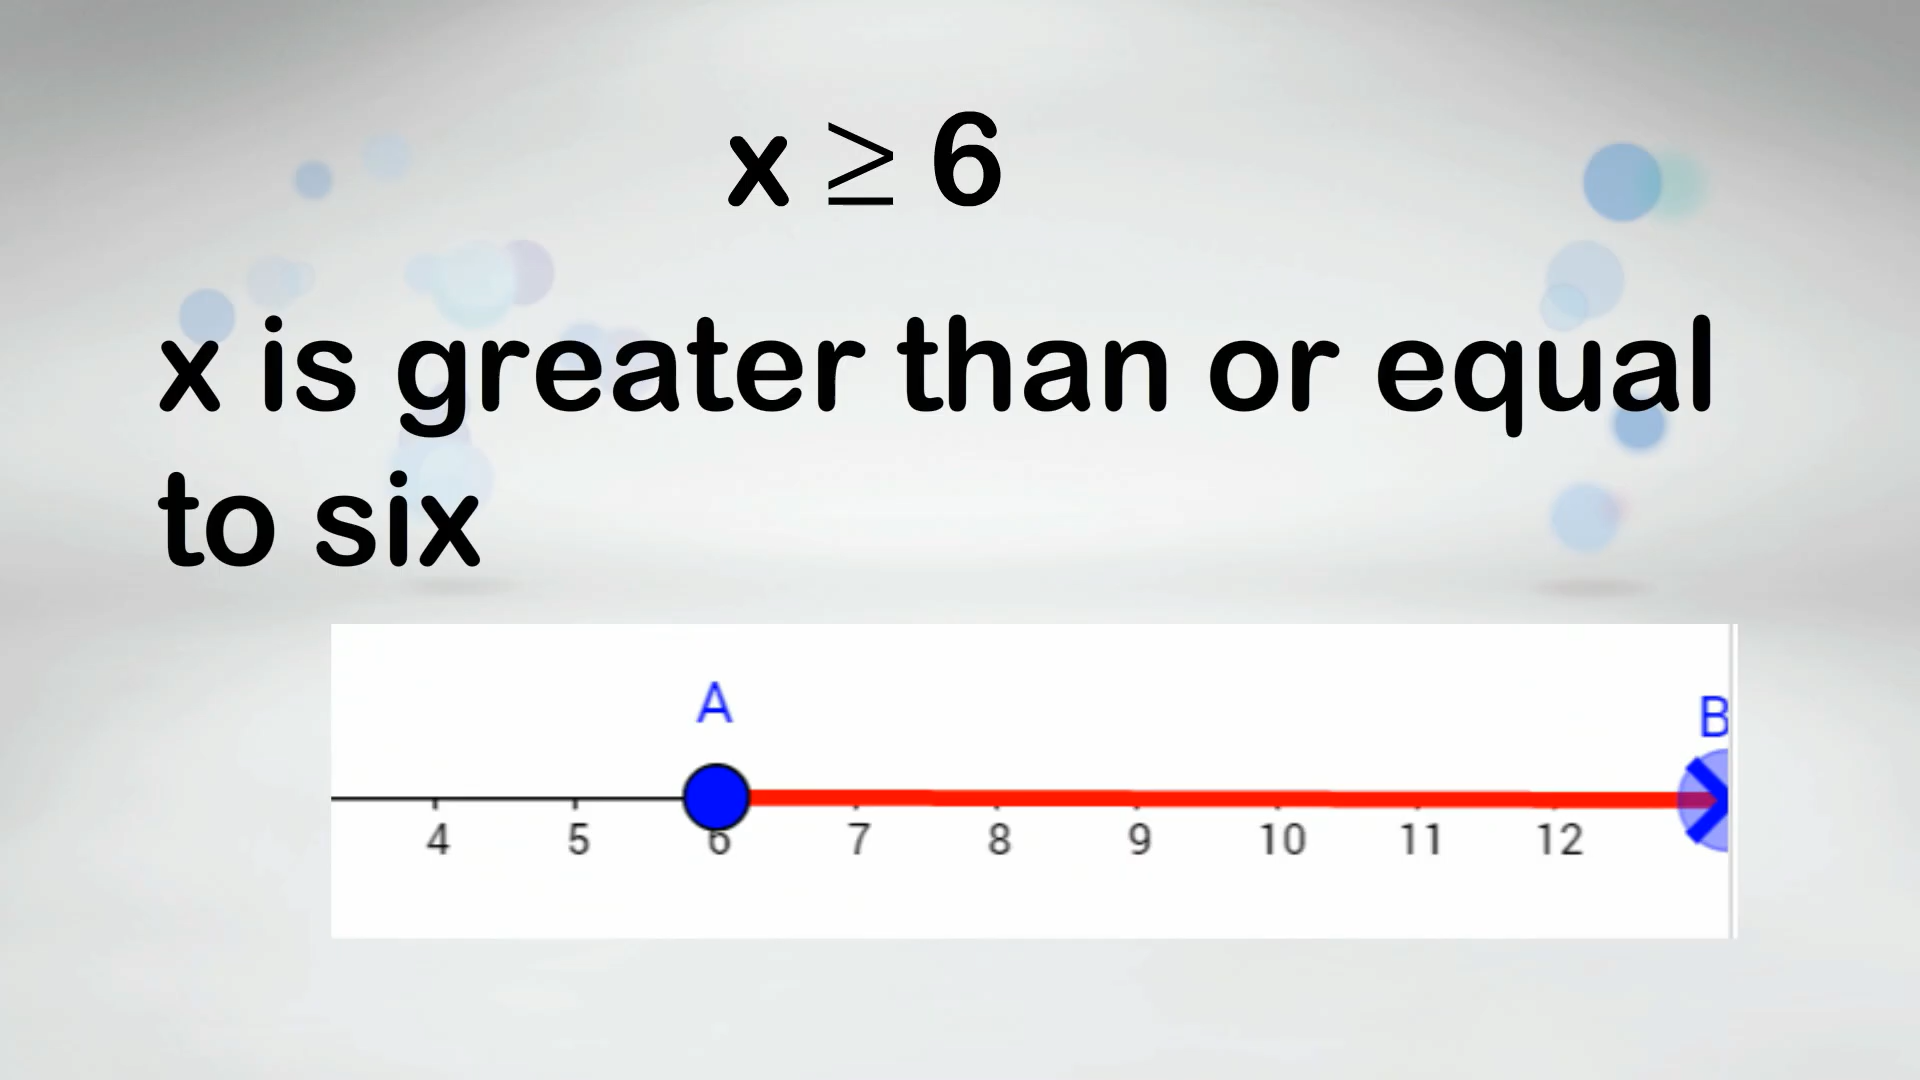 x ≥ 6
x is greater than or equal
to six
A
B
4 5 6 7 8 9 10 11 12